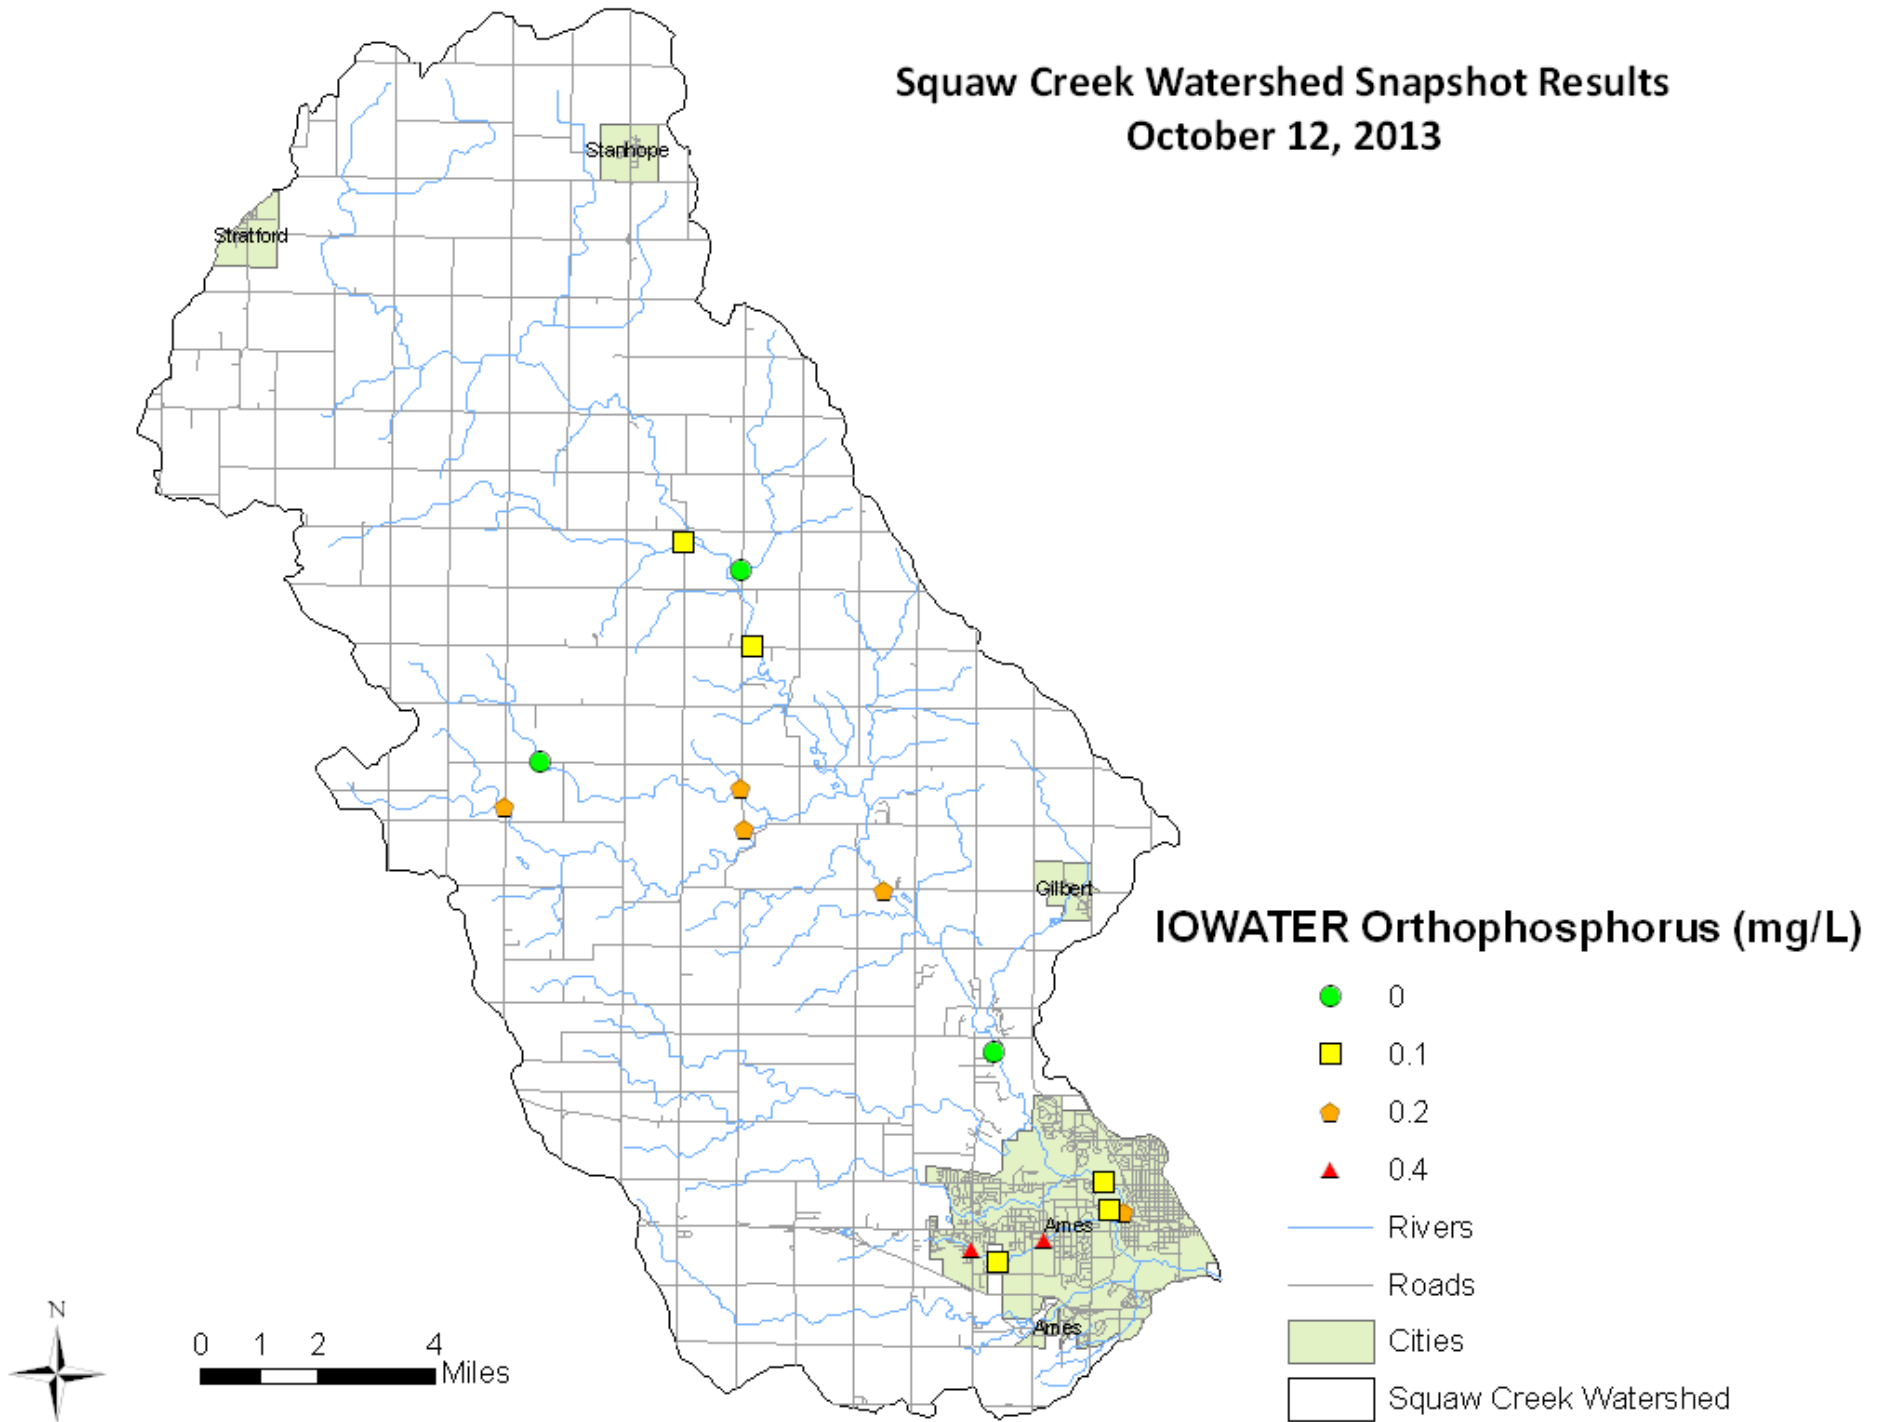 Squaw Creek Watershed Snapshot Results
October 12, 2013
Stanhope
Stratford
Gilbert
IOWATER Orthophosphorus (mg/L)
0
0.1
0.2
0.4
Rivers
Roads
Cities
Squaw Creek Watershed
Ames
Ames
N
0 1 2 4
Miles